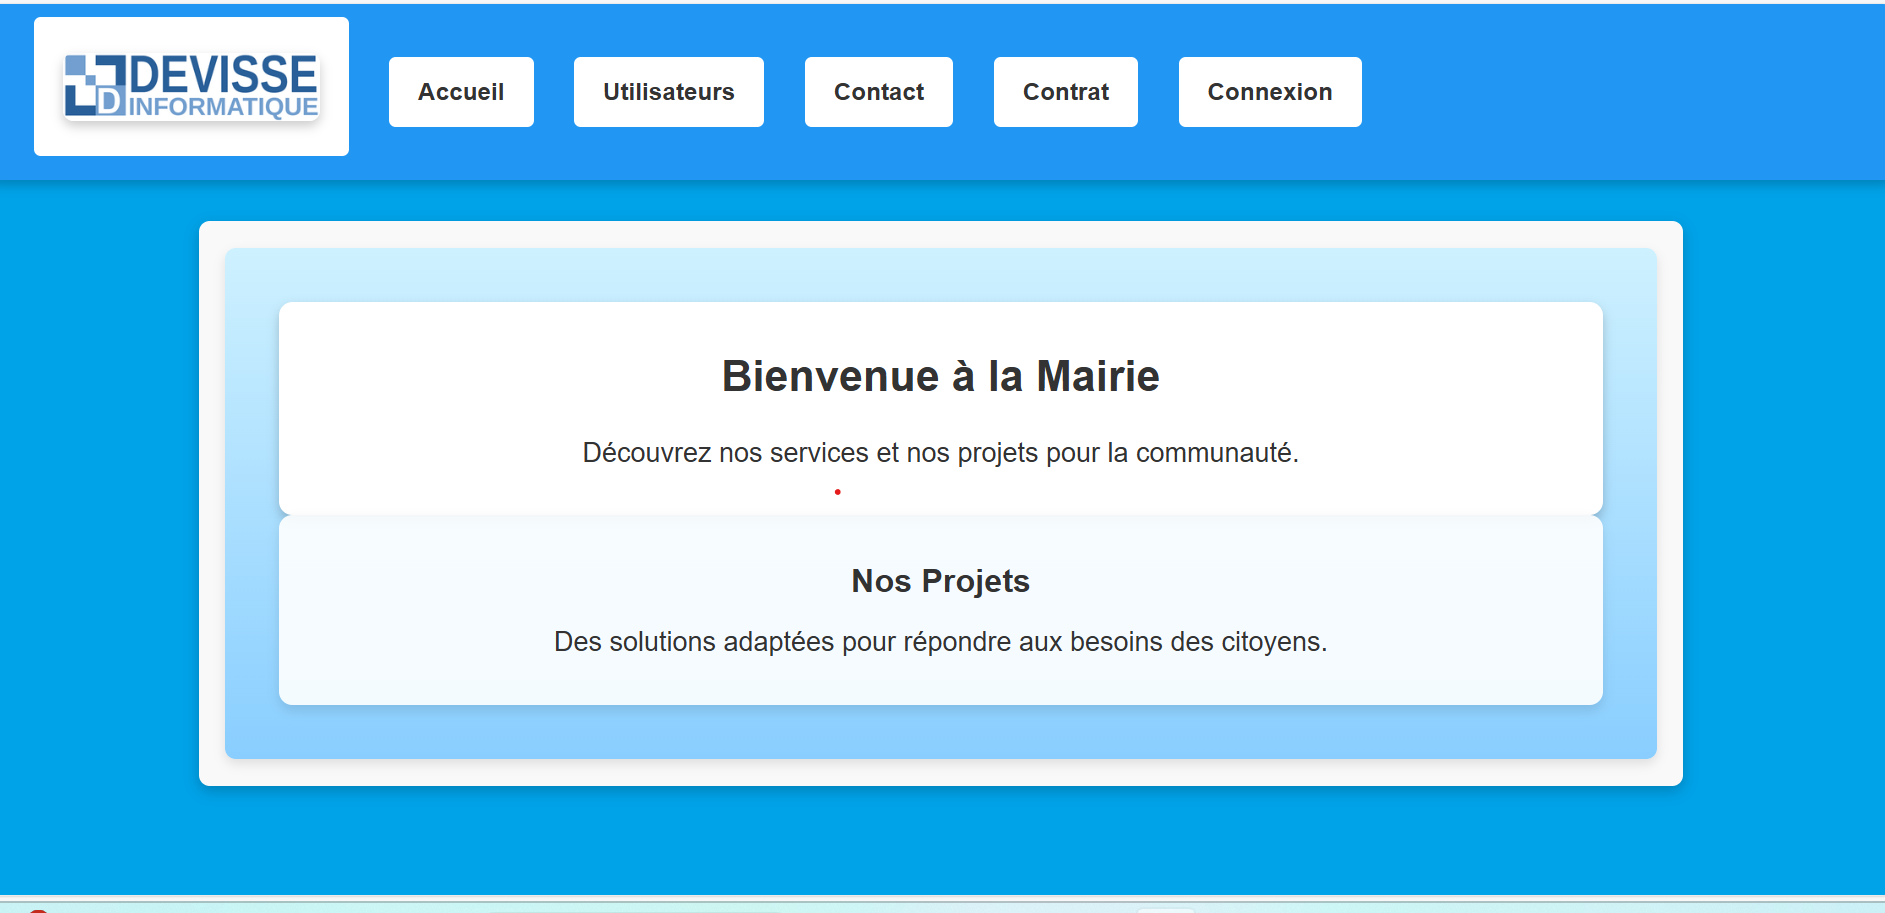 DEVISSE
D INFORMATIQUE
Accueil
Utilisateurs
Contact
Contrat
Connexion
Bienvenue à la Mairie
Découvrez nos services et nos projets pour la communauté.
Nos Projets
Des solutions adaptées pour répondre aux besoins des citoyens.